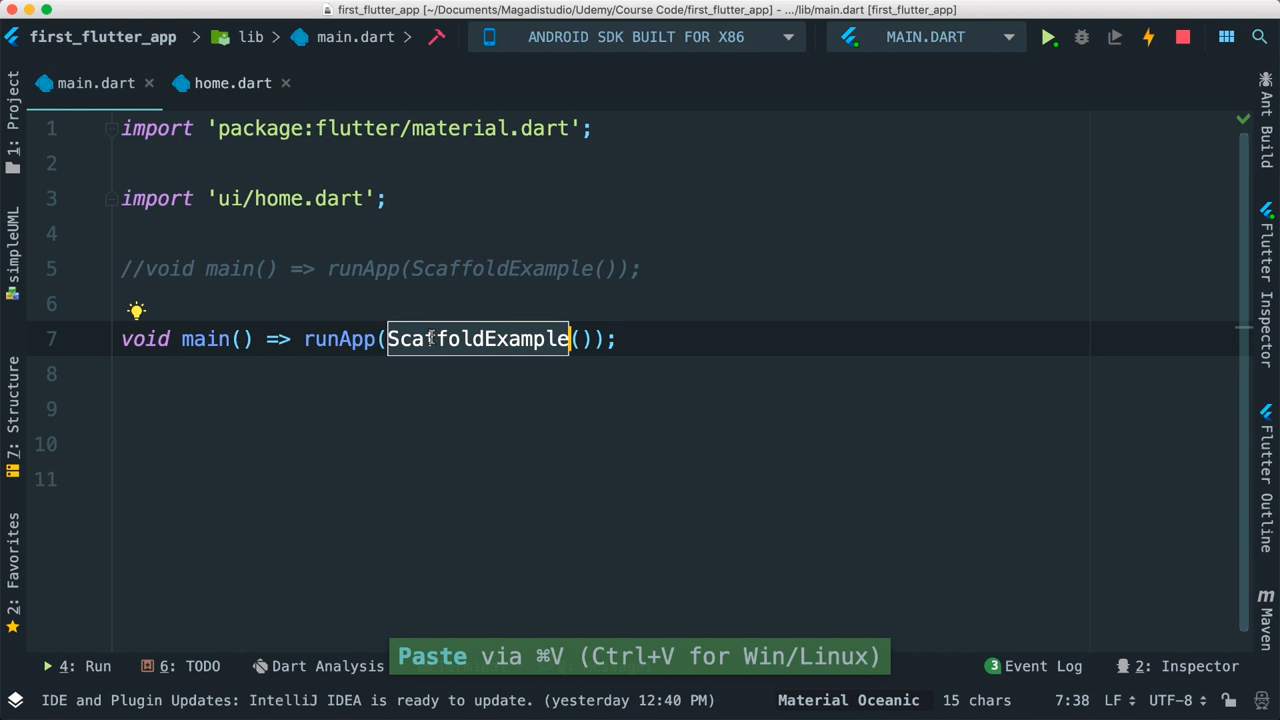 first_flutter_app [~/Documents/Magadistudio/Udemy/Course Code/first_flutter_app] - .../lib/main.dart [first_flutter_app]
first_flutter_app lib main.dart ANDROID SDK BUILT FOR X86 MAIN.DART
main.dart home.dart
1 import 'package:flutter/material.dart';
2
3 import 'ui/home.dart';
4
5 //void main() => runApp(ScaffoldExample());
6
7 void main() => runApp(ScaffoldExample());
8
9
10
11
1: Project
simpleUML
7: Structure
2: Favorites
Ant Build
Flutter Inspector
Flutter Outline
m Maven
Paste via ⌘V (Ctrl+V for Win/Linux)
4: Run 6: TODO Dart Analysis 3 Event Log 2: Inspector
IDE and Plugin Updates: IntelliJ IDEA is ready to update. (yesterday 12:40 PM) Material Oceanic 15 chars 7:38 LF UTF-8